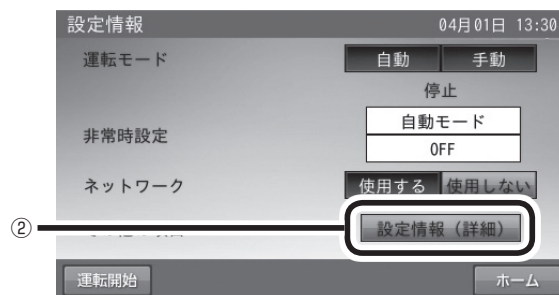 設定情報 04月01日 13:30
運転モード 自動 手動
停止
非常時設定 自動モード
OFF
ネットワーク 使用する 使用しない
② 設定情報（詳細）
運転開始 ホーム